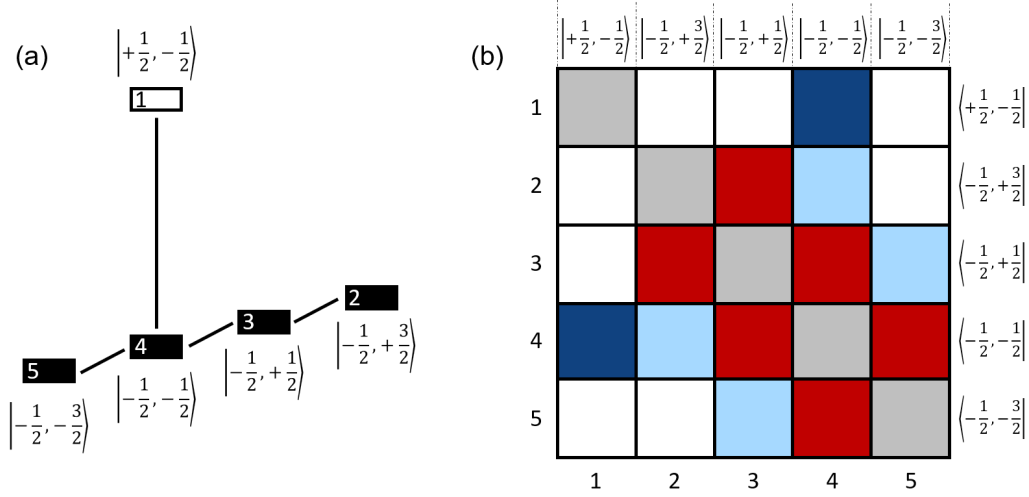 (a)
|+1/2, −1/2⟩
1
2
3
4
5
|−1/2, +3/2⟩
|−1/2, +1/2⟩
|−1/2, −1/2⟩
|−1/2, −3/2⟩
(b)
|+1/2, −1/2⟩ |−1/2, +3/2⟩ |−1/2, +1/2⟩ |−1/2, −1/2⟩ |−1/2, −3/2⟩
1 ⟨+1/2, −1/2|
2 ⟨−1/2, +3/2|
3 ⟨−1/2, +1/2|
4 ⟨−1/2, −1/2|
5 ⟨−1/2, −3/2|
1 2 3 4 5